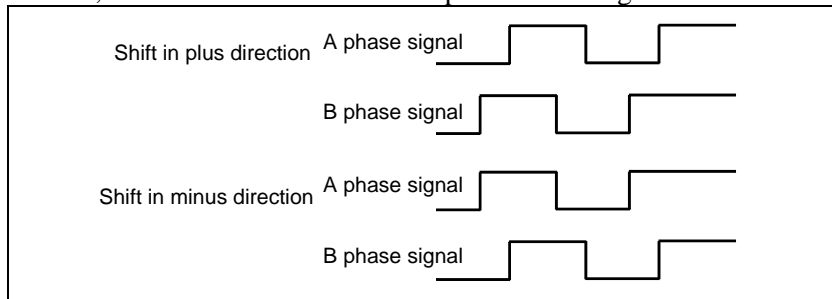 Shift in plus direction A phase signal
B phase signal
Shift in minus direction A phase signal
B phase signal